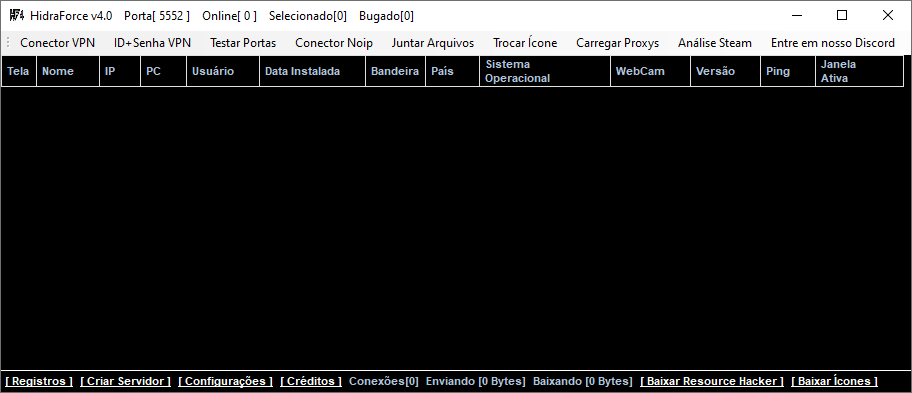 HidraForce v4.0 Porta[ 5552 ] Online[ 0 ] Selecionado[0] Bugado[0]
Conector VPN ID+Senha VPN Testar Portas Conector Noip Juntar Arquivos Trocar Ícone Carregar Proxys Análise Steam Entre em nosso Discord
Tela Nome IP PC Usuário Data Instalada Bandeira País Sistema Operacional WebCam Versão Ping Janela Ativa
[ Registros ] [ Criar Servidor ] [ Configurações ] [ Créditos ] Conexões[0] Enviando [0 Bytes] Baixando [0 Bytes] [ Baixar Resource Hacker ] [ Baixar Ícones ]